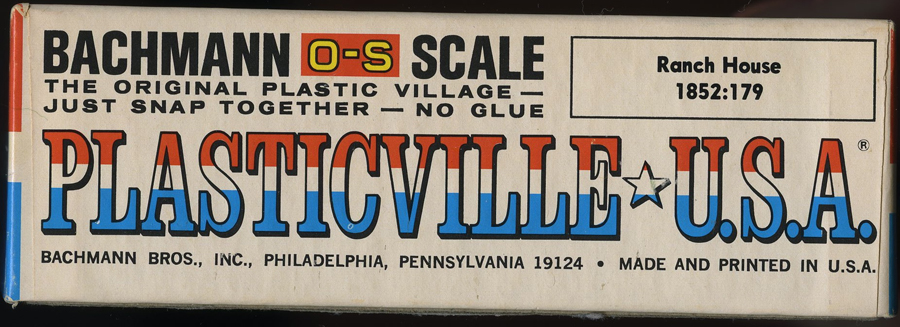 BACHMANN O-S SCALE
THE ORIGINAL PLASTIC VILLAGE—
JUST SNAP TOGETHER — NO GLUE
Ranch House
1852:179
PLASTICVILLE★U.S.A.®
BACHMANN BROS., INC., PHILADELPHIA, PENNSYLVANIA 19124 • MADE AND PRINTED IN U.S.A.